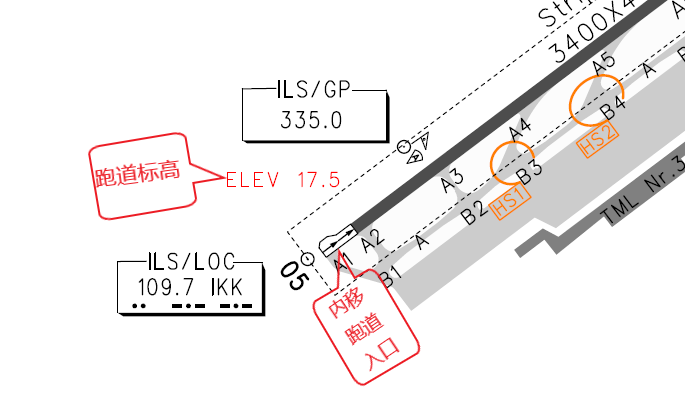 Stri
3400X4
ILS/GP
335.0
A5
A
B4
HS2
A4
B3
HS1
A3
B2
A
跑道标高
ELEV 17.5
TML Nr.3
A2
A1
B1
05
ILS/LOC
109.7 IKK
内移
跑道
入口